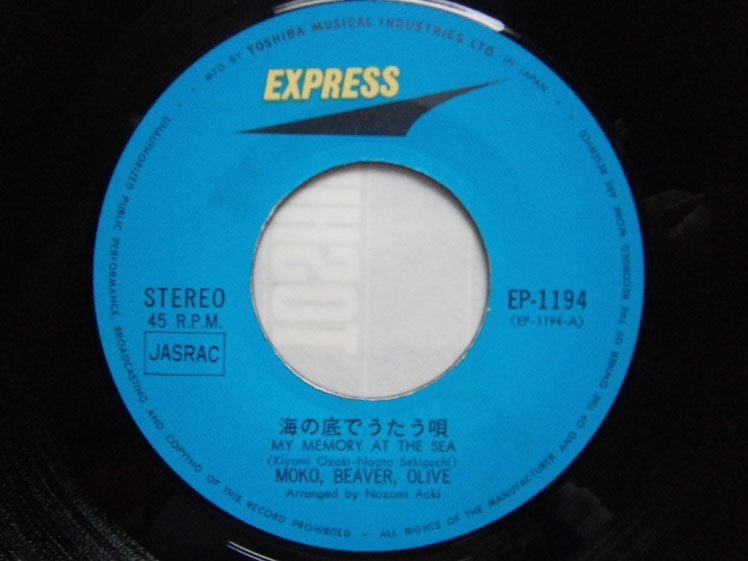 • MFD. BY TOSHIBA MUSICAL INDUSTRIES LTD. IN JAPAN •
EXPRESS
STEREO
45 R.P.M.
JASRAC
EP-1194
(EP-1194-A)
海の底でうたう唄
MY MEMORY AT THE SEA
(Kiyomi Ozaki-Naoto Sekiguchi)
MOKO, BEAVER, OLIVE
Arranged by Nozomi Aoki
UNAUTHORIZED PUBLIC PERFORMANCE, BROADCASTING AND COPYING OF THIS RECORD PROHIBITED • ALL RIGHTS OF THE MANUFACTURER AND OF THE OWNER OF THE RECORDED WORK ARE RESERVED